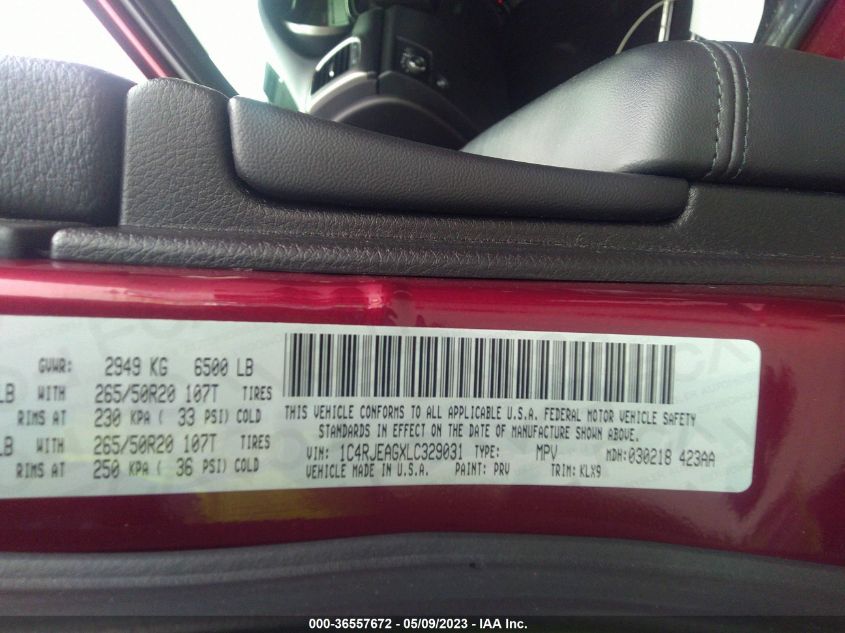 GVWR: 2949 KG 6500 LB
LB WITH 265/50R20 107T TIRES
RIMS AT 230 KPA ( 33 PSI) COLD
LB WITH 265/50R20 107T TIRES
RIMS AT 250 KPA ( 36 PSI) COLD
THIS VEHICLE CONFORMS TO ALL APPLICABLE U.S.A. FEDERAL MOTOR VEHICLE SAFETY
STANDARDS IN EFFECT ON THE DATE OF MANUFACTURE SHOWN ABOVE.
VIN: 1C4RJEAGXLC329031 TYPE: MPV MDH:030218 423AA
VEHICLE MADE IN U.S.A. PAINT: PRV TRIM: KLX9
000-36557672 - 05/09/2023 - IAA Inc.